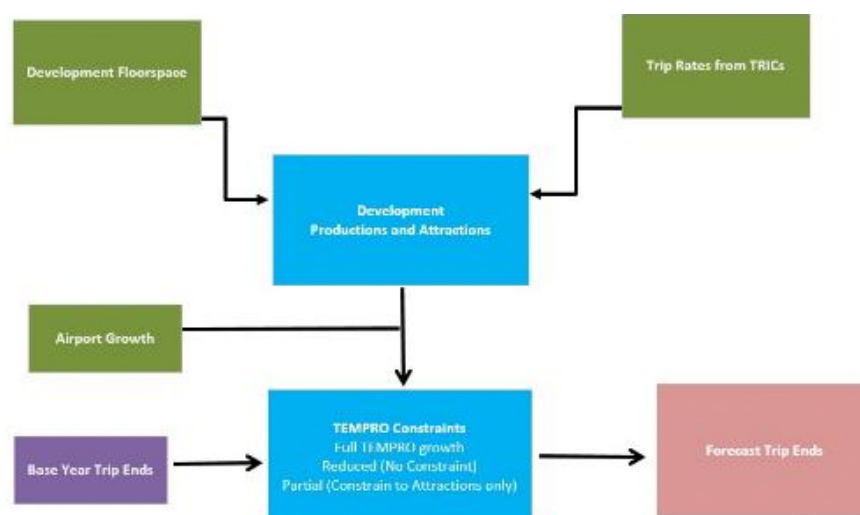 Development Floorspace
Trip Rates from TRICs
Development
Productions and Attractions
Airport Growth
TEMPRO Constraints
Full TEMPRO growth
Reduced (No Constraint)
Partial (Constrain to Attractions only)
Base Year Trip Ends
Forecast Trip Ends